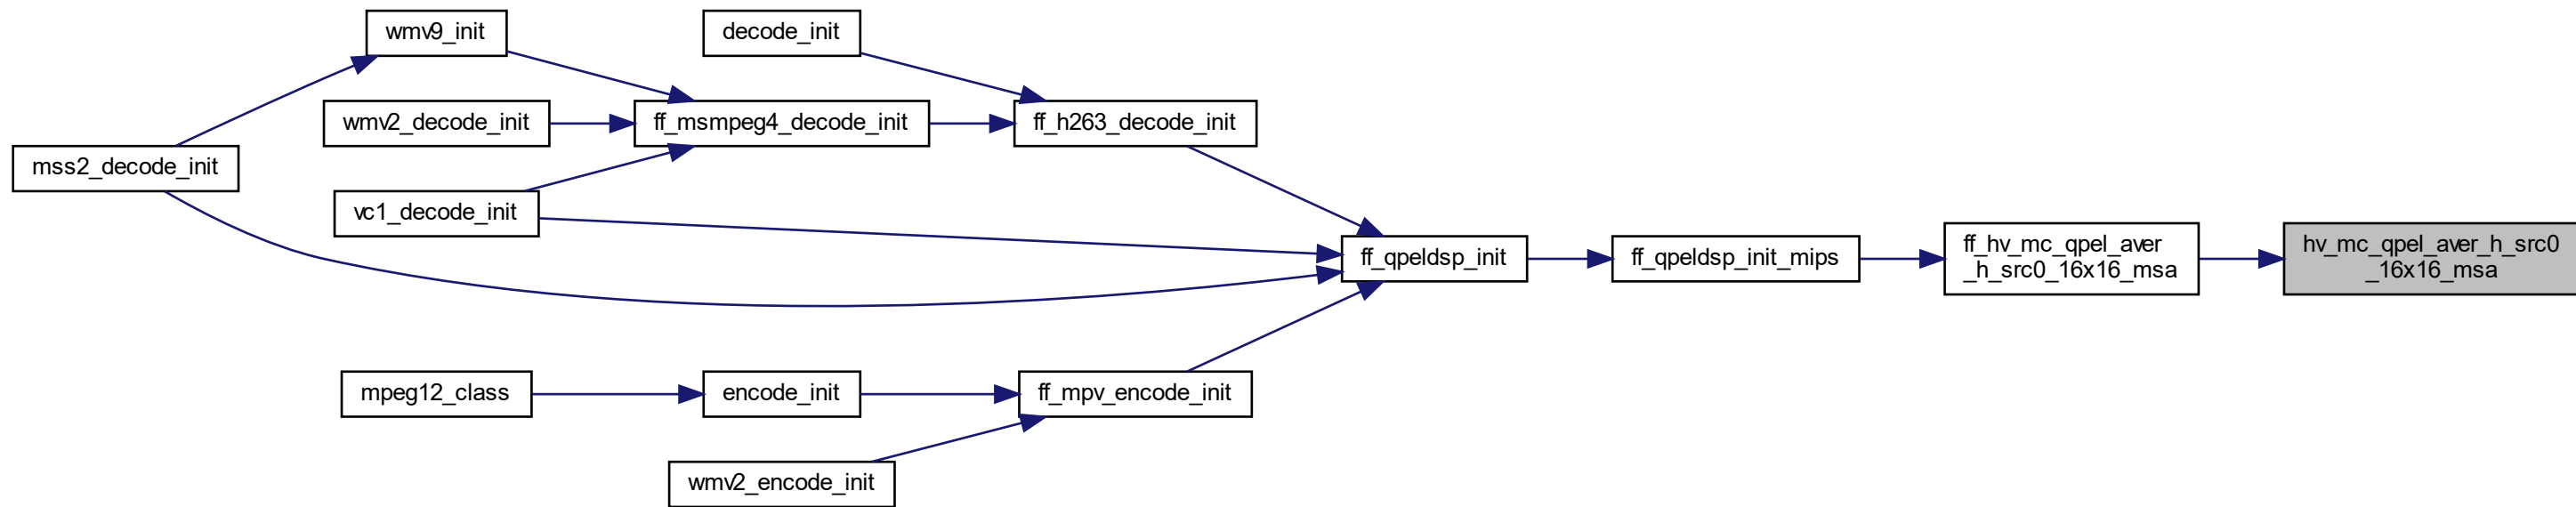 wmv9_init
decode_init
wmv2_decode_init
ff_msmpeg4_decode_init
ff_h263_decode_init
mss2_decode_init
vc1_decode_init
ff_qpeldsp_init
ff_qpeldsp_init_mips
ff_hv_mc_qpel_aver
_h_src0_16x16_msa
hv_mc_qpel_aver_h_src0
_16x16_msa
mpeg12_class
encode_init
ff_mpv_encode_init
wmv2_encode_init